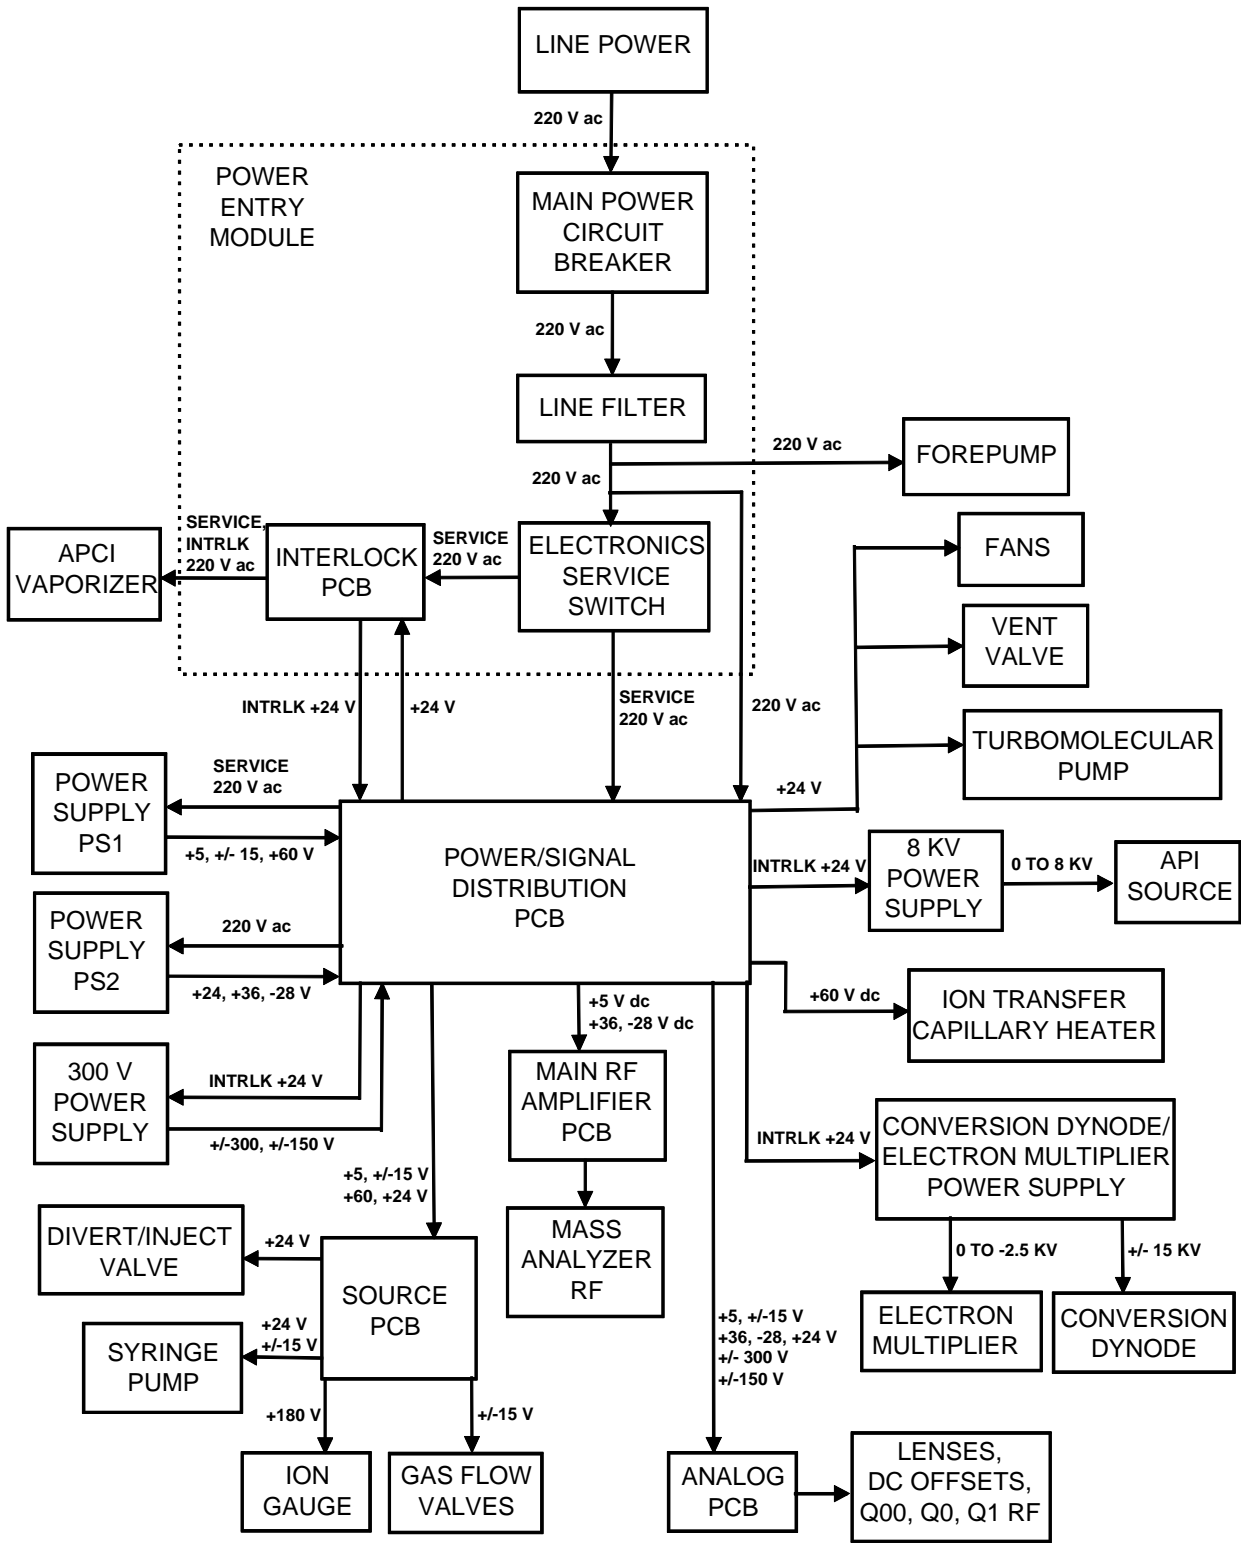 LINE POWER
220 V ac
POWER
ENTRY
MODULE
MAIN POWER
CIRCUIT
BREAKER
220 V ac
LINE FILTER
220 V ac
FOREPUMP
220 V ac
SERVICE,
INTRLK
220 V ac
APCI
VAPORIZER
INTERLOCK
PCB
SERVICE
220 V ac
ELECTRONICS
SERVICE
SWITCH
FANS
VENT
VALVE
INTRLK +24 V
+24 V
SERVICE
220 V ac
220 V ac
TURBOMOLECULAR
PUMP
+24 V
POWER
SUPPLY
PS1
SERVICE
220 V ac
+5, +/- 15, +60 V
POWER/SIGNAL
DISTRIBUTION
PCB
INTRLK +24 V
8 KV
POWER
SUPPLY
0 TO 8 KV
API
SOURCE
POWER
SUPPLY
PS2
220 V ac
+24, +36, -28 V
+60 V dc
ION TRANSFER
CAPILLARY HEATER
+5 V dc
+36, -28 V dc
300 V
POWER
SUPPLY
INTRLK +24 V
+/-300, +/-150 V
MAIN RF
AMPLIFIER
PCB
INTRLK +24 V
CONVERSION DYNODE/
ELECTRON MULTIPLIER
POWER SUPPLY
+5, +/-15 V
+60, +24 V
DIVERT/INJECT
VALVE
+24 V
SOURCE
PCB
MASS
ANALYZER
RF
0 TO -2.5 KV
+/- 15 KV
ELECTRON
MULTIPLIER
CONVERSION
DYNODE
SYRINGE
PUMP
+24 V
+/-15 V
+5, +/-15 V
+36, -28, +24 V
+/- 300 V
+/-150 V
+180 V
+/-15 V
ION
GAUGE
GAS FLOW
VALVES
ANALOG
PCB
LENSES,
DC OFFSETS,
Q00, Q0, Q1 RF